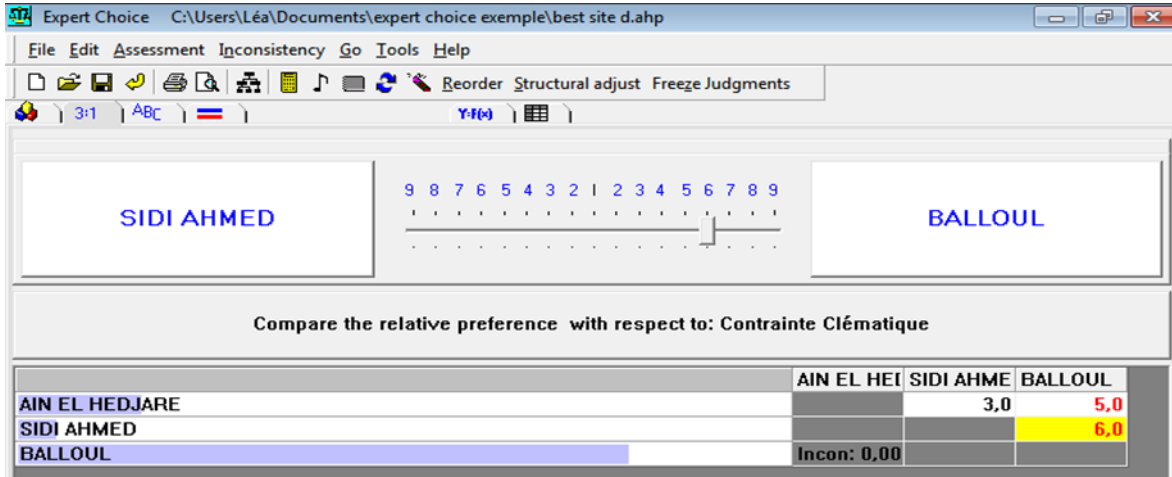 Expert Choice C:\Users\Léa\Documents\expert choice exemple\best site d.ahp
File Edit Assessment Inconsistency Go Tools Help
Reorder Structural adjust Freeze Judgments
3:1 ABC Y=F(x)
9 8 7 6 5 4 3 2 1 2 3 4 5 6 7 8 9
SIDI AHMED BALLOUL
Compare the relative preference with respect to: Contrainte Clématique
AIN EL HEI SIDI AHME BALLOUL
AIN EL HEDJARE 3,0 5,0
SIDI AHMED 6,0
BALLOUL Incon: 0,00